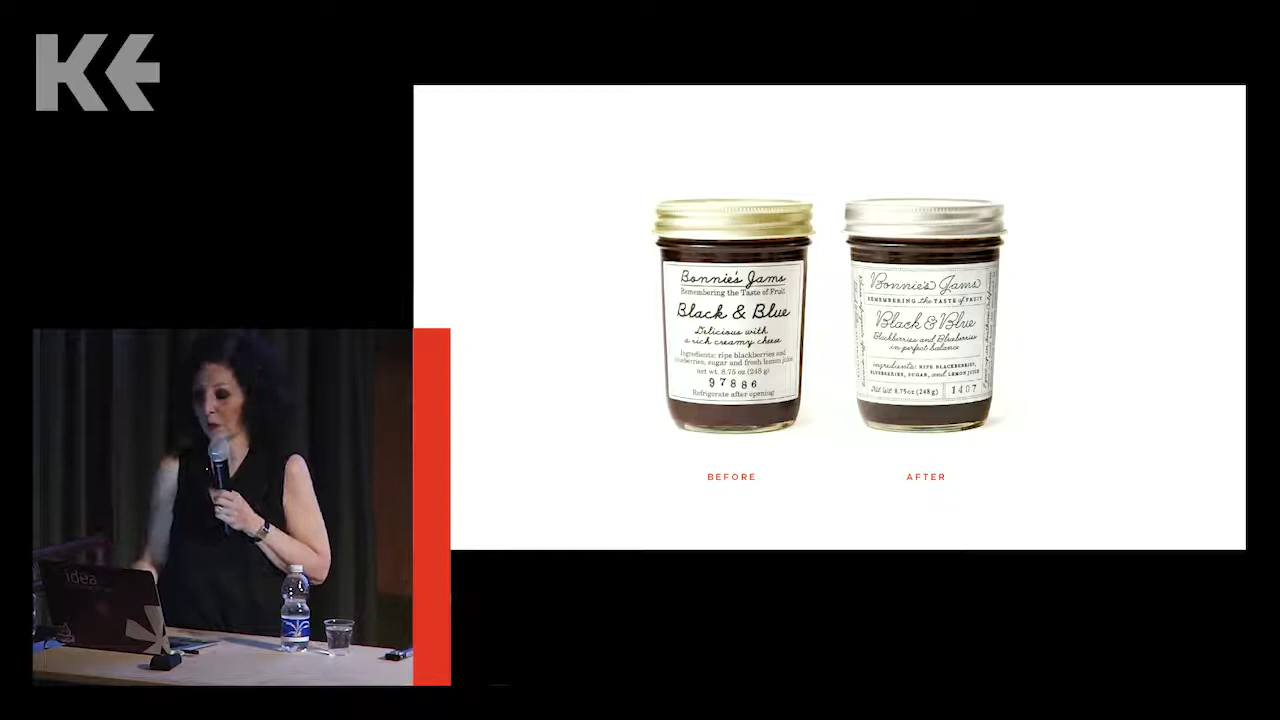 KE
Bonnie's Jams
Remembering the Taste of Fruit
Black & Blue
Delicious with
a rich creamy cheese
Ingredients: ripe blackberries and
blueberries, sugar and fresh lemon juice
net wt. 8.75 oz (248 g)
97886
Refrigerate after opening
Bonnie's Jams
REMEMBERING the TASTE of FRUIT
Black & Blue
Blackberries and Blueberries
in perfect balance
ingredients: RIPE BLACKBERRIES,
BLUEBERRIES, SUGAR, and LEMON JUICE
Net wt. 8.75oz (248 g)
1407
BEFORE
AFTER
idea